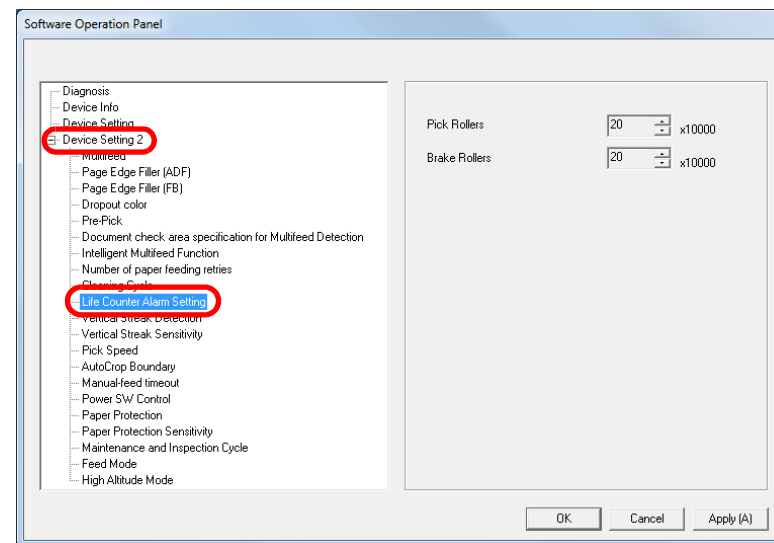 Software Operation Panel
Diagnosis
Device Info
Device Setting
Device Setting 2
Multifeed
Page Edge Filler (ADF)
Page Edge Filler (FB)
Dropout color
Pre-Pick
Document check area specification for Multifeed Detection
Intelligent Multifeed Function
Number of paper feeding retries
Cleaning Cycle
Life Counter Alarm Setting
Vertical Streak Detection
Vertical Streak Sensitivity
Pick Speed
AutoCrop Boundary
Manual-feed timeout
Power SW Control
Paper Protection
Paper Protection Sensitivity
Maintenance and Inspection Cycle
Feed Mode
High Altitude Mode
Pick Rollers 20 x10000
Brake Rollers 20 x10000
OK Cancel Apply (A)